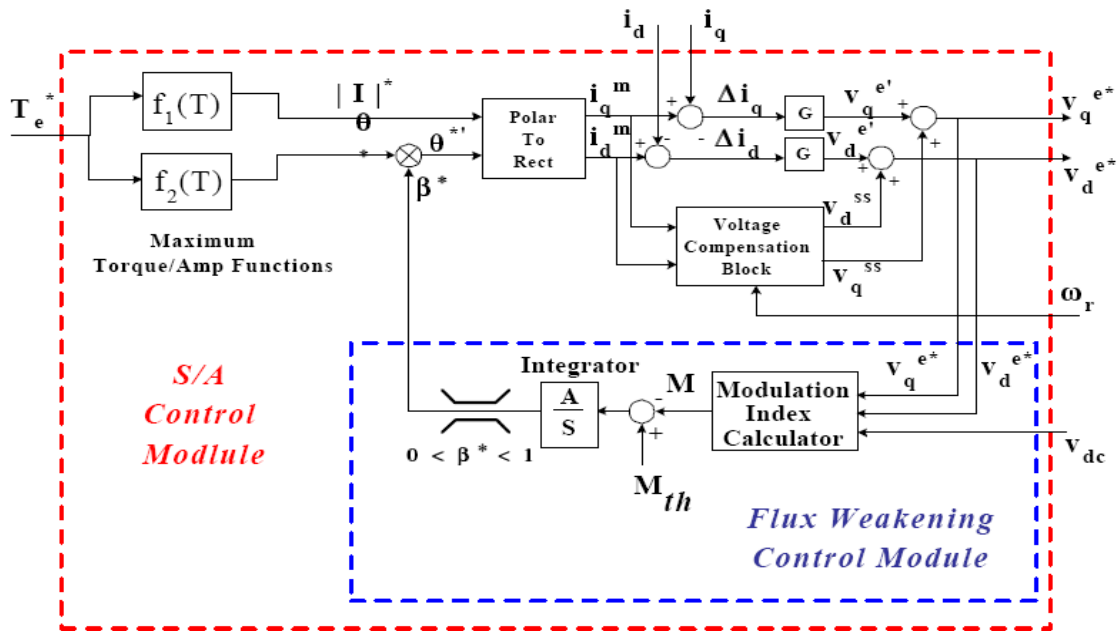 i_d
i_q
T_e^*
f_1(T)
f_2(T)
| I |^*
θ
*
θ^*'
β^*
Polar
To
Rect
i_q^m
i_d^m
+
-
+
-
Δi_q
Δi_d
G
G
v_q^e'
v_d^e'
+
+
+
+
v_q^e*
v_d^e*
Maximum
Torque/Amp Functions
Voltage
Compensation
Block
v_d^ss
v_q^ss
ω_r
S/A
Control
Modlule
Integrator
A
S
0 < β^* < 1
-
+
M
M_th
Modulation
Index
Calculator
v_q^e*
v_d^e*
v_dc
Flux Weakening
Control Module